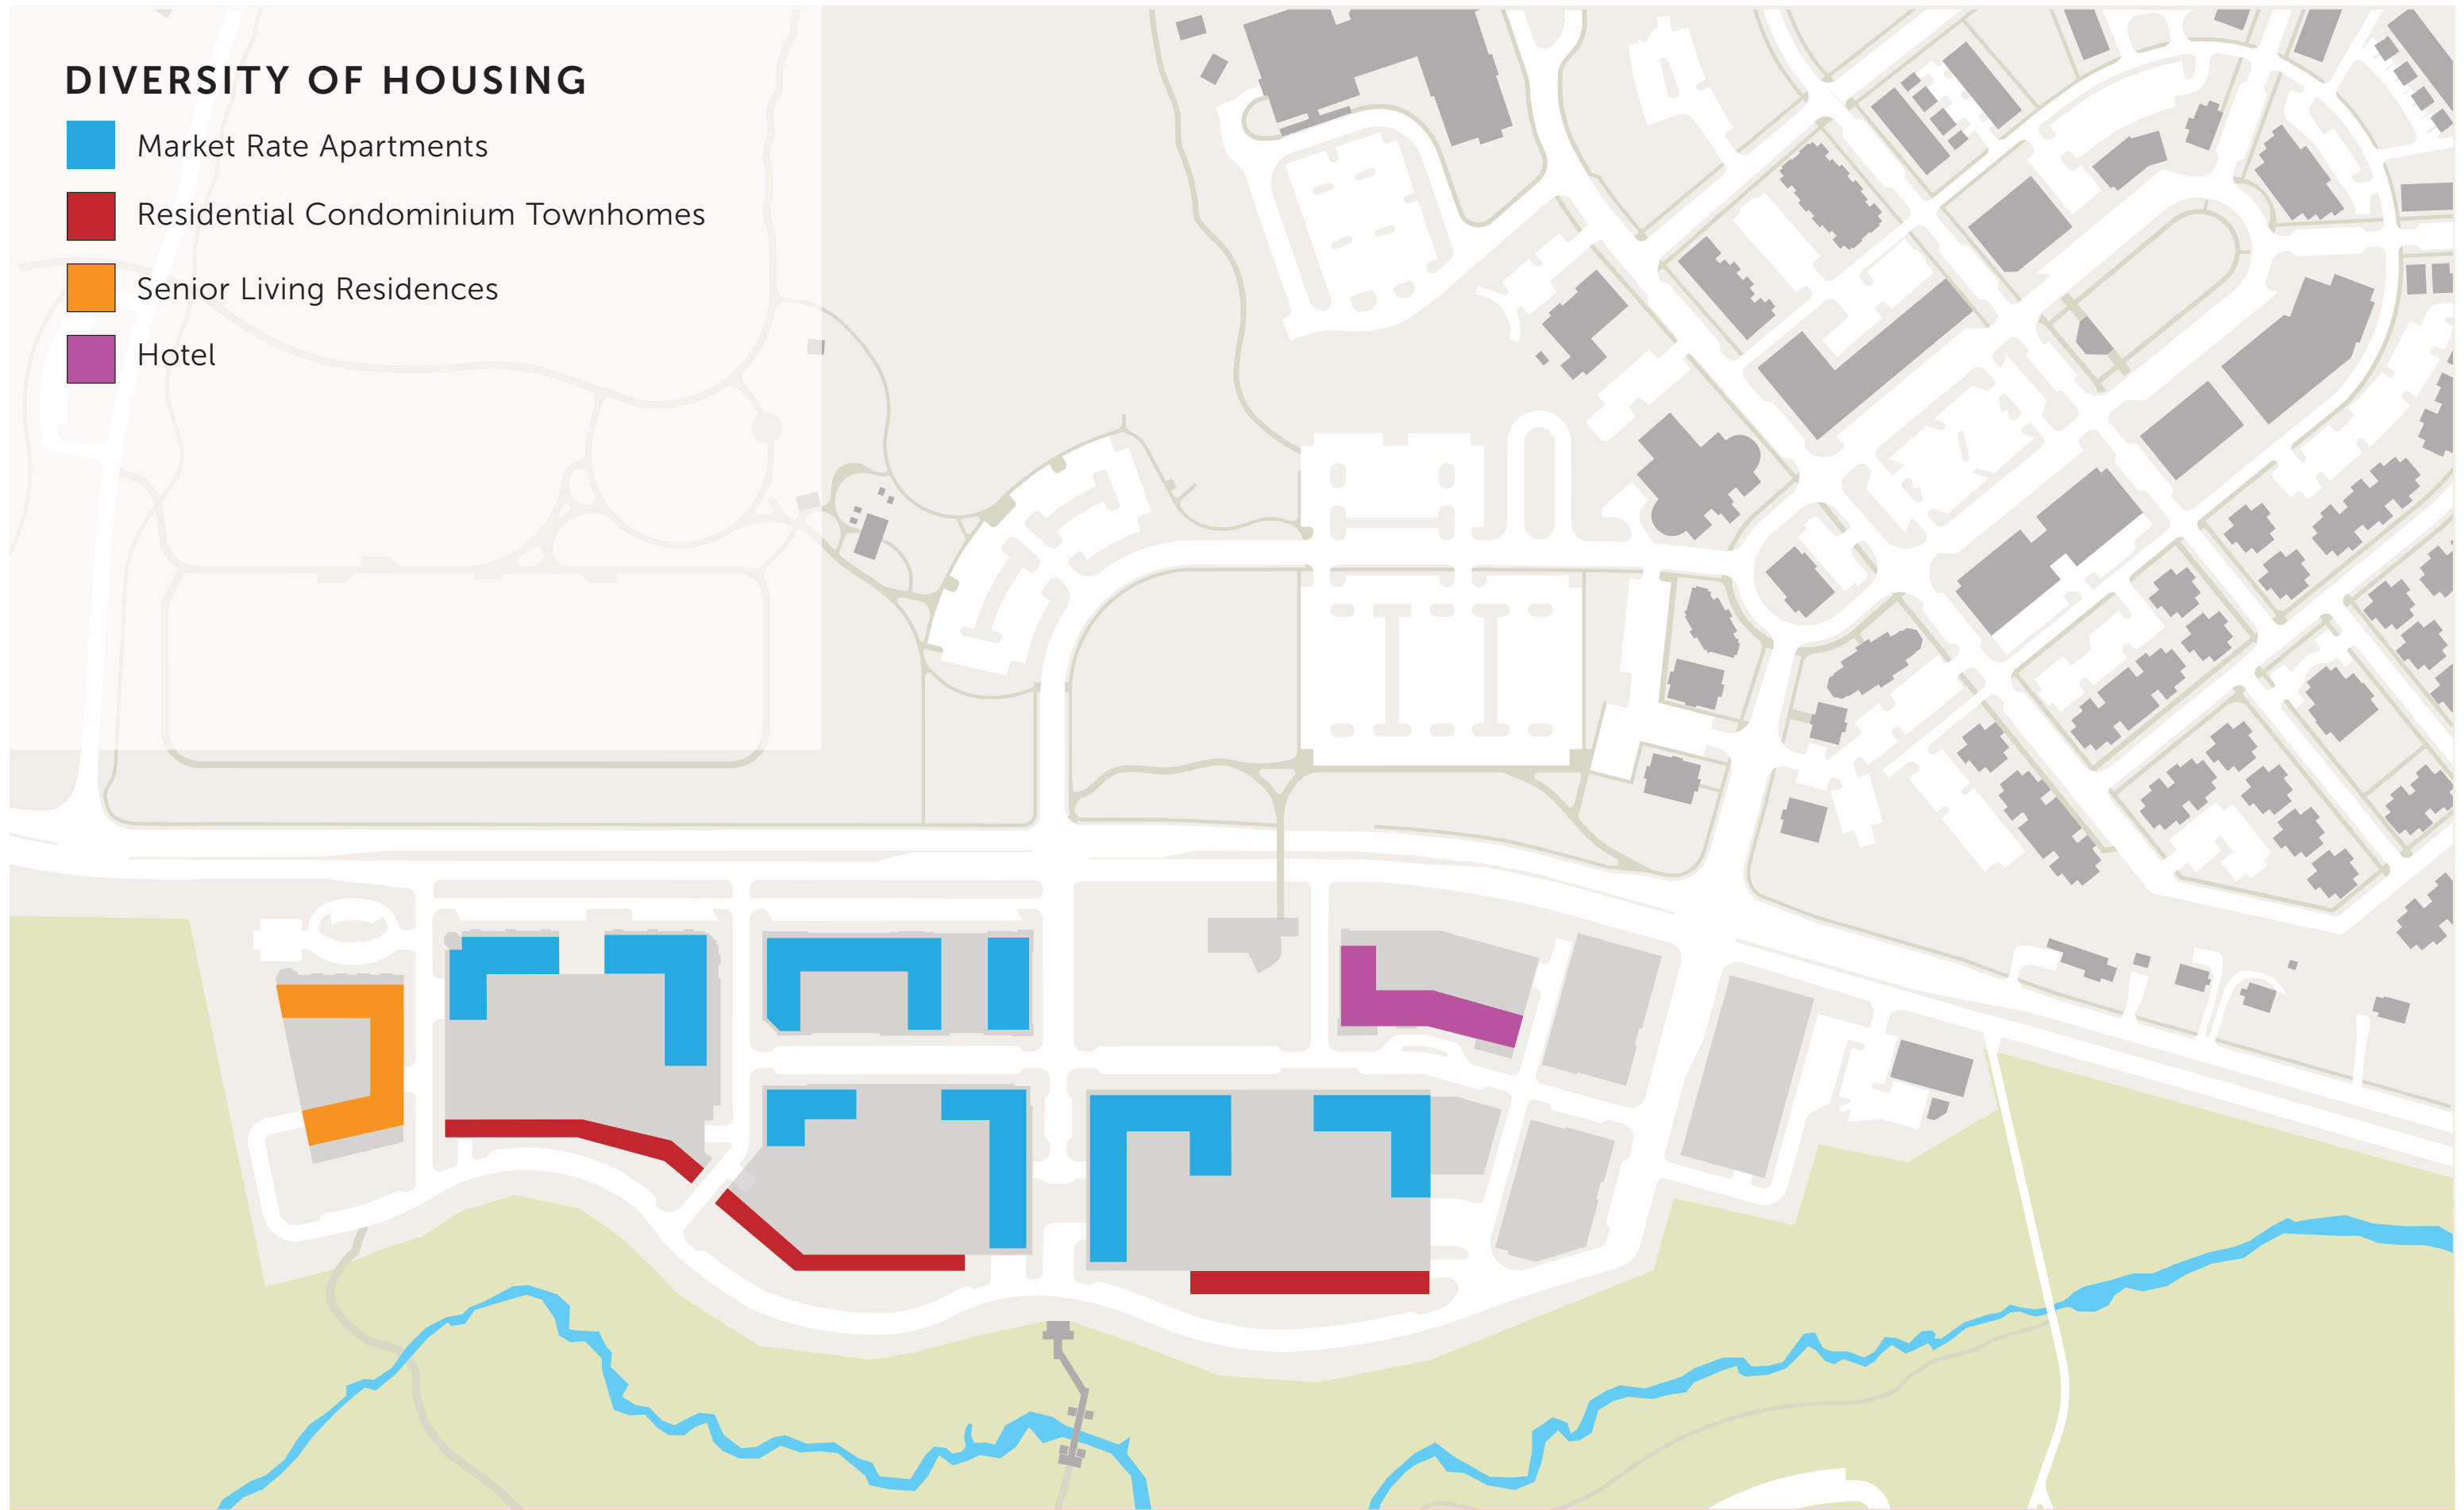 DIVERSITY OF HOUSING
Market Rate Apartments
Residential Condominium Townhomes
Senior Living Residences
Hotel